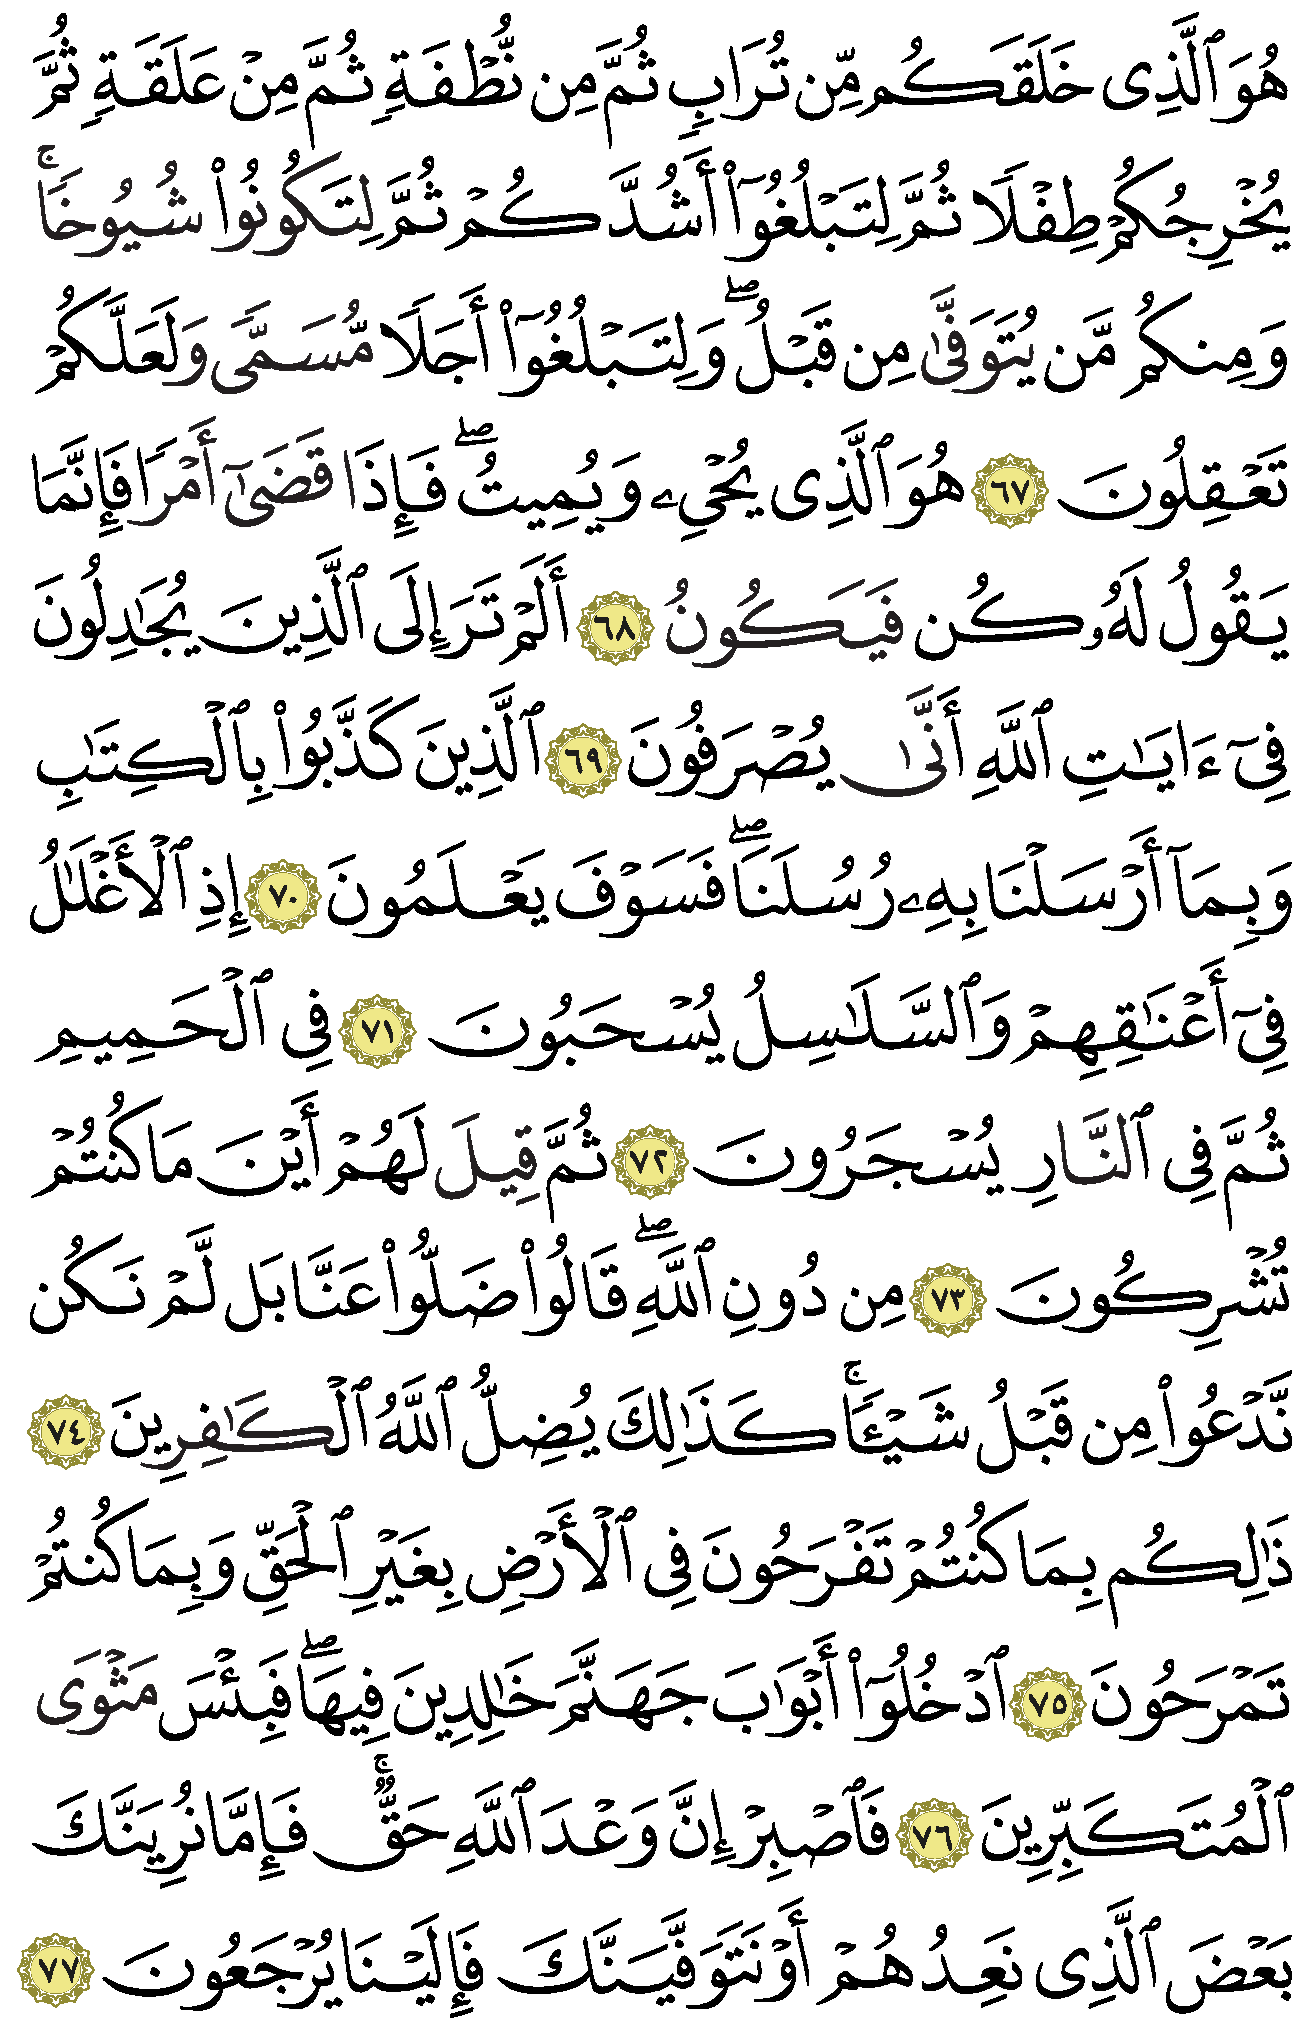 هُوَ ٱلَّذِى خَلَقَكُم مِّن تُرَابٍ ثُمَّ مِن نُّطْفَةٍ ثُمَّ مِنْ عَلَقَةٍ ثُمَّ
يُخْرِجُكُمْ طِفْلًا ثُمَّ لِتَبْلُغُوٓا۟ أَشُدَّكُمْ ثُمَّ لِتَكُونُوا۟ شُيُوخًا ۚ
وَمِنكُم مَّن يُتَوَفَّىٰ مِن قَبْلُ ۖ وَلِتَبْلُغُوٓا۟ أَجَلًا مُّسَمًّى وَلَعَلَّكُمْ
تَعْقِلُونَ ٦٧ هُوَ ٱلَّذِى يُحْىِۦ وَيُمِيتُ ۖ فَإِذَا قَضَىٰٓ أَمْرًا فَإِنَّمَا
يَقُولُ لَهُۥ كُن فَيَكُونُ ٦٨ أَلَمْ تَرَ إِلَى ٱلَّذِينَ يُجَٰدِلُونَ
فِىٓ ءَايَٰتِ ٱللَّهِ أَنَّىٰ يُصْرَفُونَ ٦٩ ٱلَّذِينَ كَذَّبُوا۟ بِٱلْكِتَٰبِ
وَبِمَآ أَرْسَلْنَا بِهِۦ رُسُلَنَا ۖ فَسَوْفَ يَعْلَمُونَ ٧٠ إِذِ ٱلْأَغْلَٰلُ
فِىٓ أَعْنَٰقِهِمْ وَٱلسَّلَٰسِلُ يُسْحَبُونَ ٧١ فِى ٱلْحَمِيمِ
ثُمَّ فِى ٱلنَّارِ يُسْجَرُونَ ٧٢ ثُمَّ قِيلَ لَهُمْ أَيْنَ مَا كُنتُمْ
تُشْرِكُونَ ٧٣ مِن دُونِ ٱللَّهِ ۖ قَالُوا۟ ضَلُّوا۟ عَنَّا بَل لَّمْ نَكُن
نَّدْعُوا۟ مِن قَبْلُ شَيْـًٔا ۚ كَذَٰلِكَ يُضِلُّ ٱللَّهُ ٱلْكَٰفِرِينَ ٧٤
ذَٰلِكُم بِمَا كُنتُمْ تَفْرَحُونَ فِى ٱلْأَرْضِ بِغَيْرِ ٱلْحَقِّ وَبِمَا كُنتُمْ
تَمْرَحُونَ ٧٥ ٱدْخُلُوٓا۟ أَبْوَٰبَ جَهَنَّمَ خَٰلِدِينَ فِيهَا ۖ فَبِئْسَ مَثْوَى
ٱلْمُتَكَبِّرِينَ ٧٦ فَٱصْبِرْ إِنَّ وَعْدَ ٱللَّهِ حَقٌّ ۚ فَإِمَّا نُرِيَنَّكَ
بَعْضَ ٱلَّذِى نَعِدُهُمْ أَوْ نَتَوَفَّيَنَّكَ فَإِلَيْنَا يُرْجَعُونَ ٧٧